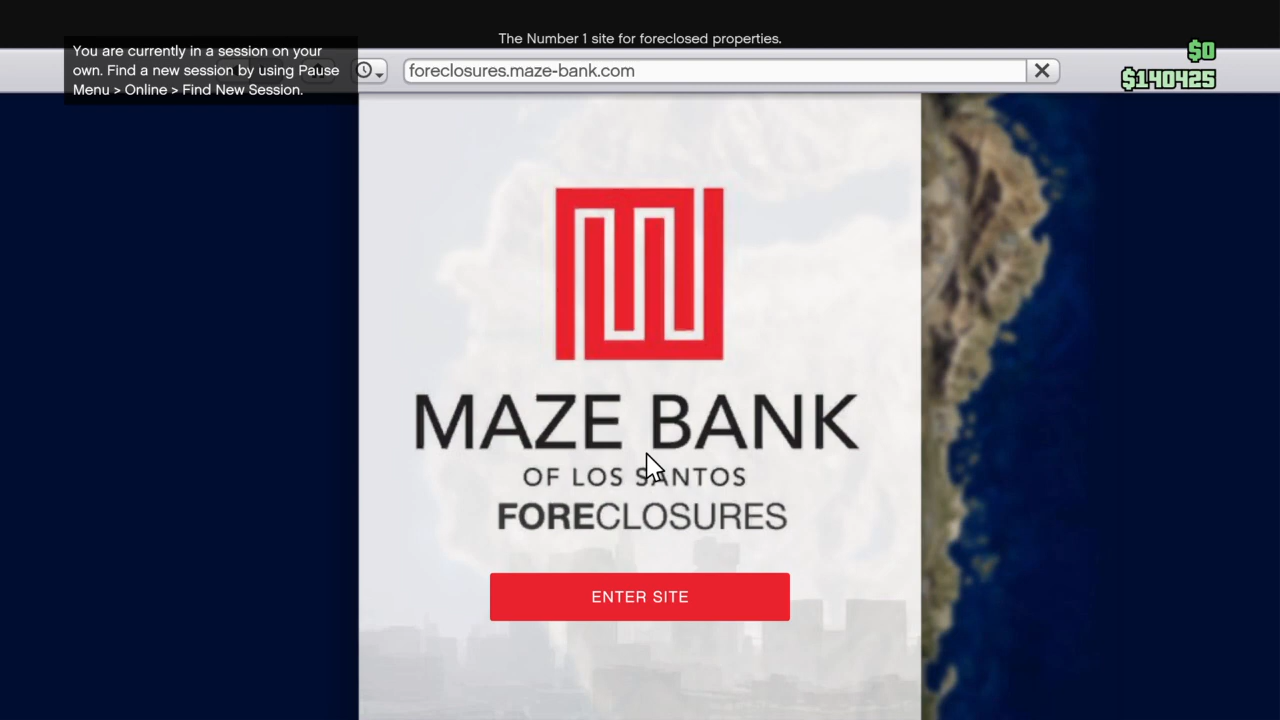 The Number 1 site for foreclosed properties.
You are currently in a session on your
own. Find a new session by using Pause
Menu > Online > Find New Session.
foreclosures.maze-bank.com
$0
$140425
MAZE BANK
OF LOS SANTOS
FORECLOSURES
ENTER SITE